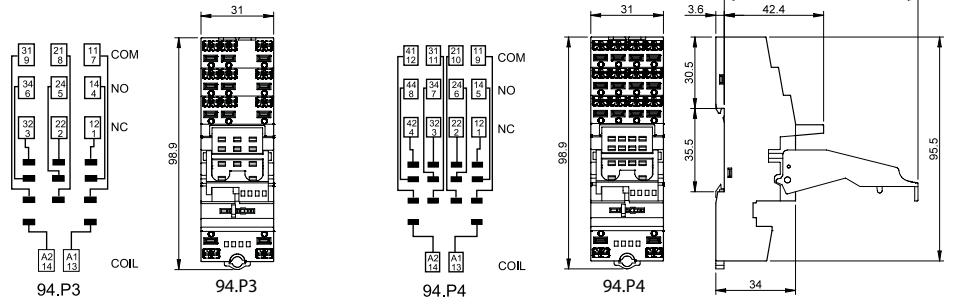 31 21 11
9 8 7
COM
34 24 14
6 5 4
NO
32 22 12
3 2 1
NC
A2 A1
14 13
COIL
94.P3
31
98.9
94.P3
41 31 21 11
12 11 10 9
COM
44 34 24 14
8 7 6 5
NO
42 32 22 12
4 3 2 1
NC
A2 A1
14 13
COIL
94.P4
31
98.9
94.P4
3.6 42.4
30.5
35.5
95.5
34